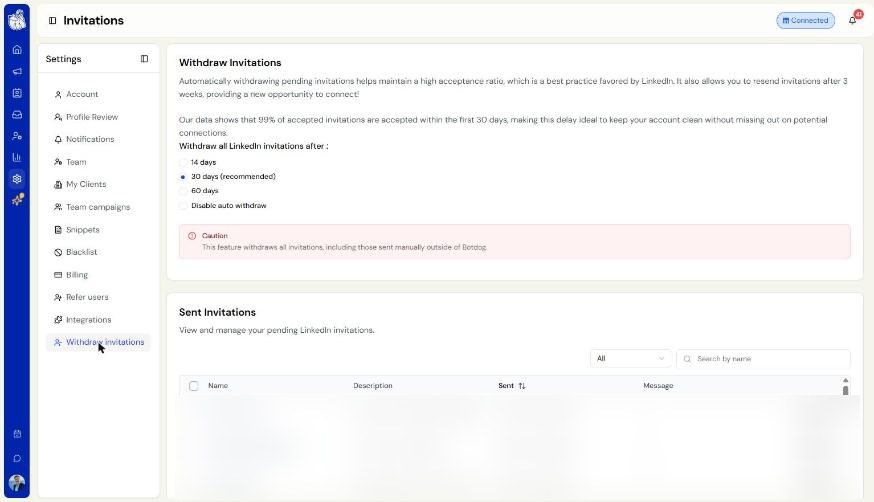 Invitations
Connected
41
Settings
Account
Profile Review
Notifications
Team
My Clients
Team campaigns
Snippets
Blacklist
Billing
Refer users
Integrations
Withdraw invitations
Withdraw Invitations
Automatically withdrawing pending invitations helps maintain a high acceptance ratio, which is a best practice favored by LinkedIn. It also allows you to resend invitations after 3
weeks, providing a new opportunity to connect!
Our data shows that 99% of accepted invitations are accepted within the first 30 days, making this delay ideal to keep your account clean without missing out on potential
connections.
Withdraw all LinkedIn invitations after :
14 days
30 days (recommended)
60 days
Disable auto withdraw
Caution
This feature withdraws all invitations, including those sent manually outside of Botdog.
Sent Invitations
View and manage your pending LinkedIn invitations.
All
Search by name
Name Description Sent Message